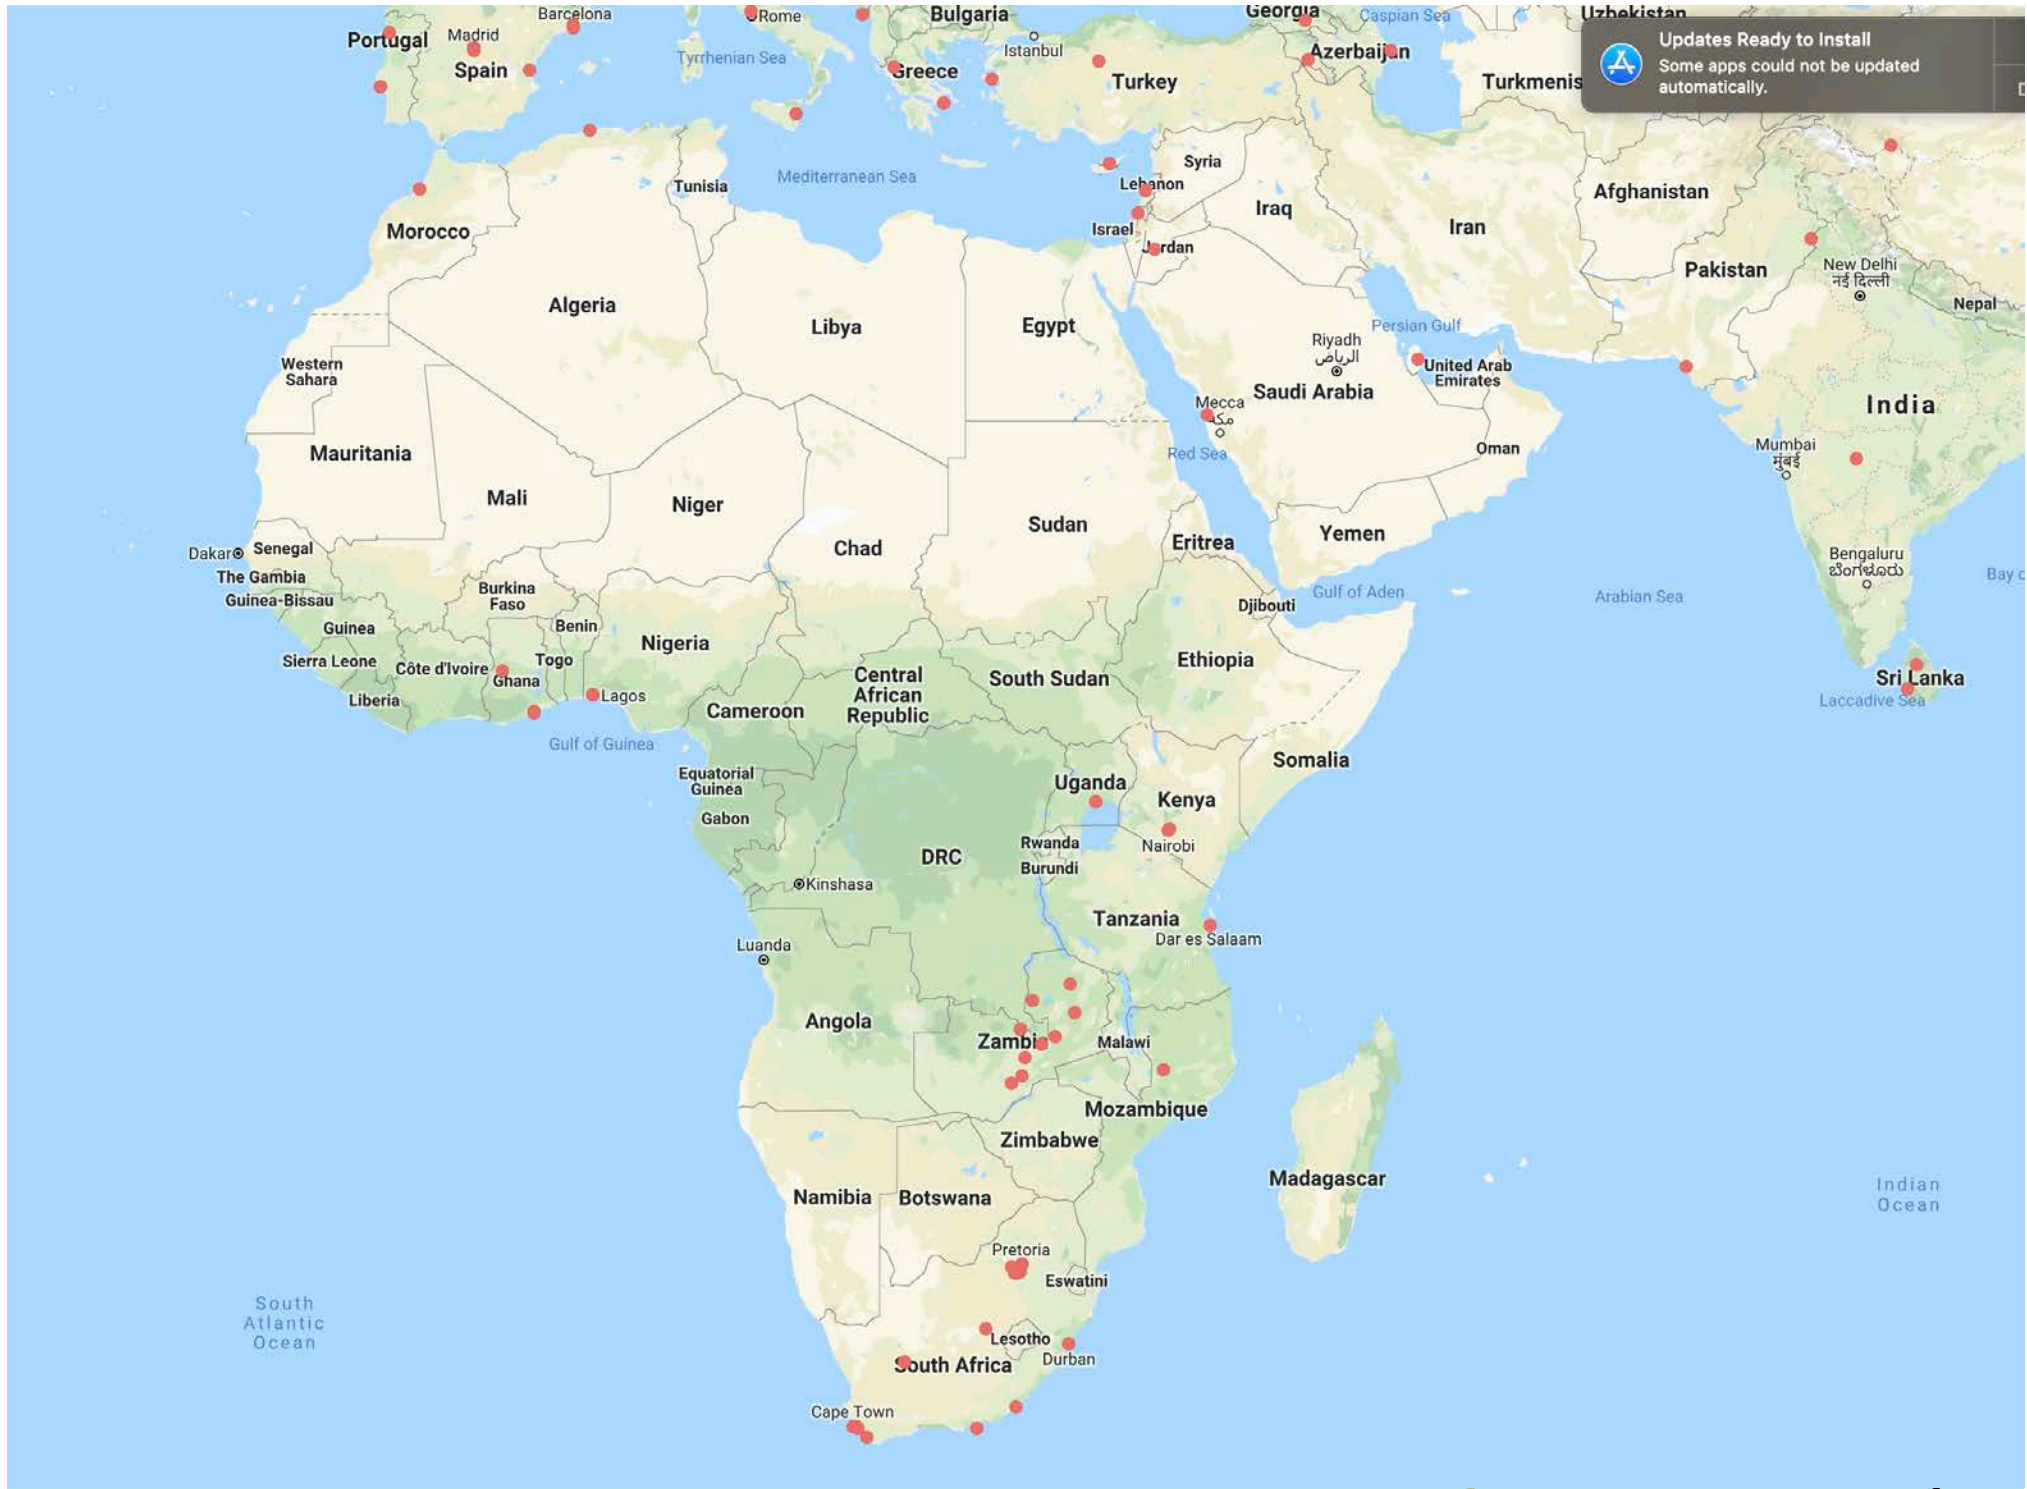 Barcelona
Rome
Bulgaria
Georgia
Caspian Sea
Uzbekistan
Portugal
Madrid
Spain
Tyrrhenian Sea
Istanbul
Greece
Turkey
Azerbaijan
Turkmenis
Updates Ready to Install
Some apps could not be updated
automatically.
Mediterranean Sea
Tunisia
Syria
Lebanon
Israel
Jordan
Iraq
Iran
Afghanistan
Morocco
Pakistan
New Delhi
नई दिल्ली
Nepal
Algeria
Libya
Egypt
Persian Gulf
Riyadh
الرياض
Western
Sahara
United Arab
Emirates
Saudi Arabia
Mecca
مكة
India
Mauritania
Red Sea
Oman
Mumbai
मुंबई
Mali
Niger
Chad
Sudan
Eritrea
Yemen
Dakar
Senegal
The Gambia
Guinea-Bissau
Bengaluru
ಬೆಂಗಳೂರು
Bay o
Burkina
Faso
Djibouti
Gulf of Aden
Arabian Sea
Guinea
Benin
Nigeria
Sierra Leone
Côte d'Ivoire
Togo
Ghana
Ethiopia
Liberia
Lagos
Central
African
Republic
South Sudan
Sri Lanka
Laccadive Sea
Cameroon
Gulf of Guinea
Somalia
Equatorial
Guinea
Uganda
Kenya
Gabon
Rwanda
Nairobi
DRC
Burundi
Kinshasa
Tanzania
Dar es Salaam
Luanda
Angola
Zambia
Malawi
Mozambique
Zimbabwe
Madagascar
Namibia
Botswana
Indian
Ocean
Pretoria
Eswatini
South
Atlantic
Ocean
Lesotho
South Africa
Durban
Cape Town